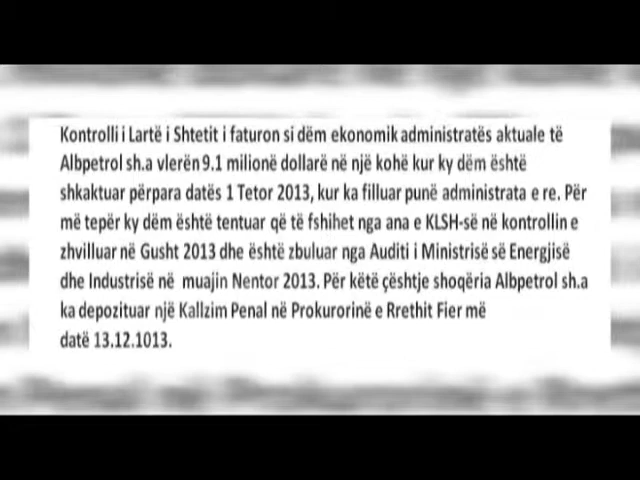 Kontrolli i Lartë i Shtetit i faturon si dëm ekonomik administratës aktuale të
Albpetrol sh.a vlerën 9.1 milionë dollarë në një kohë kur ky dëm është
shkaktuar përpara datës 1 Tetor 2013, kur ka filluar punë administrata e re. Për
më tepër ky dëm është tentuar që të fshihet nga ana e KLSH-së në kontrollin e
zhvilluar në Gusht 2013 dhe është zbuluar nga Auditi i Ministrisë së Energjisë
dhe Industrisë në muajin Nentor 2013. Për këtë çështje shoqëria Albpetrol sh.a
ka depozituar një Kallzim Penal në Prokurorinë e Rrethit Fier më
datë 13.12.1013.